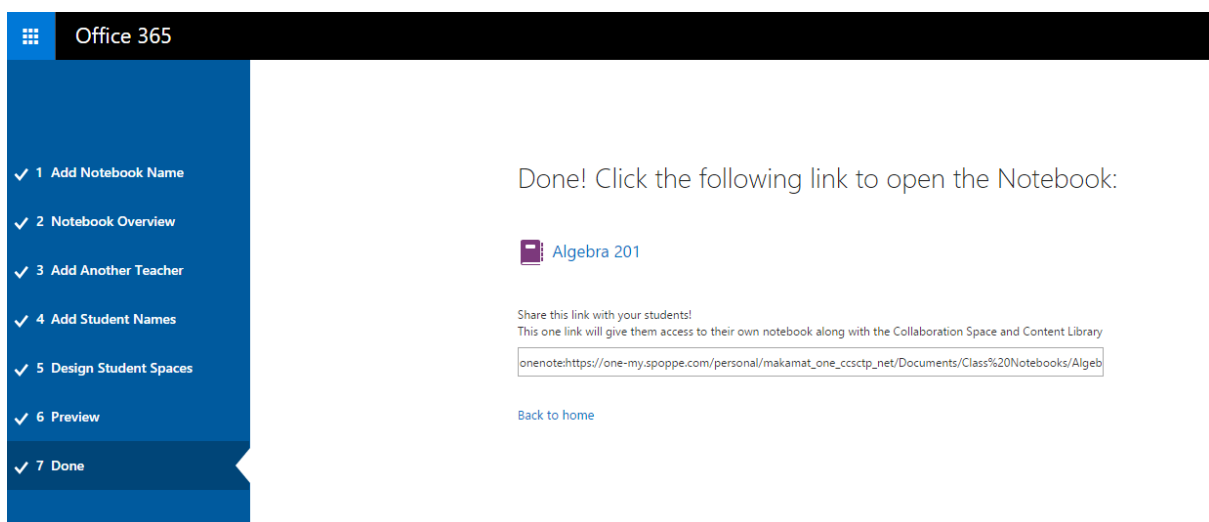 Office 365
1 Add Notebook Name
2 Notebook Overview
3 Add Another Teacher
4 Add Student Names
5 Design Student Spaces
6 Preview
7 Done
Done! Click the following link to open the Notebook:
Algebra 201
Share this link with your students!
This one link will give them access to their own notebook along with the Collaboration Space and Content Library
onenote:https://one-my.spoppe.com/personal/makamat_one_ccsctp_net/Documents/Class%20Notebooks/Algeb
Back to home